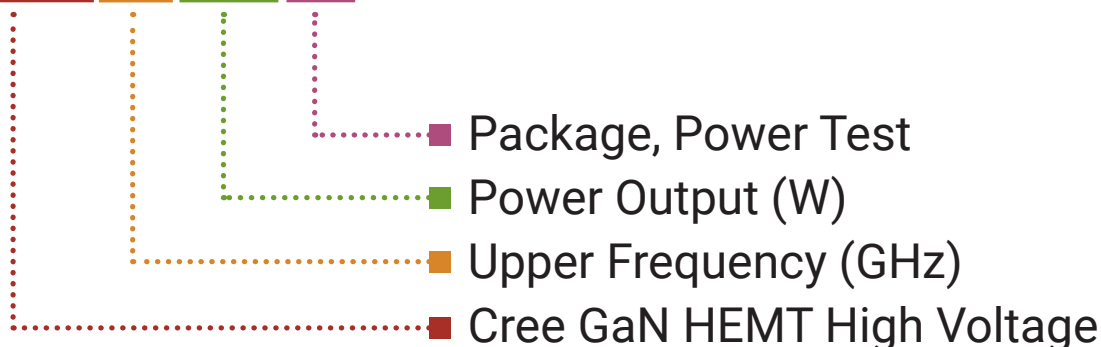 Package, Power Test
Power Output (W)
Upper Frequency (GHz)
Cree GaN HEMT High Voltage